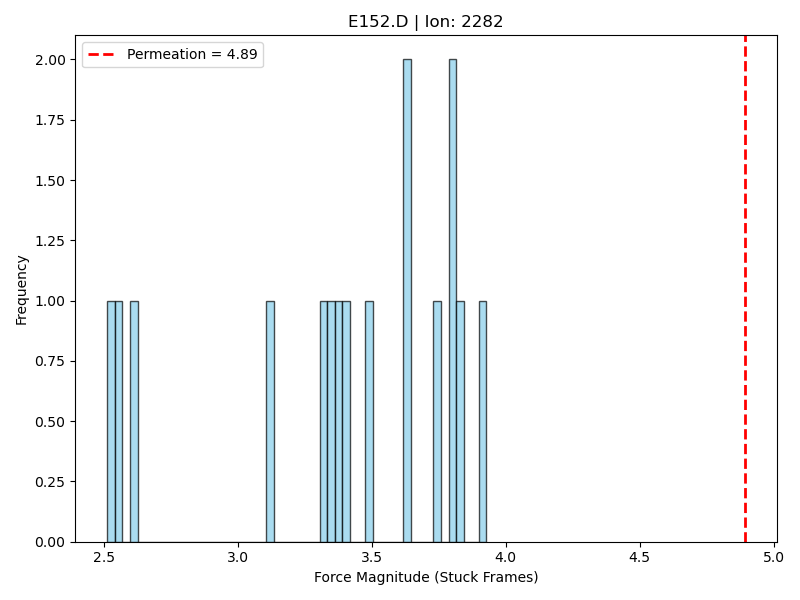 E152.D | Ion: 2282
Permeation = 4.89
Frequency
2.00
1.75
1.50
1.25
1.00
0.75
0.50
0.25
0.00
2.5 3.0 3.5 4.0 4.5 5.0
Force Magnitude (Stuck Frames)